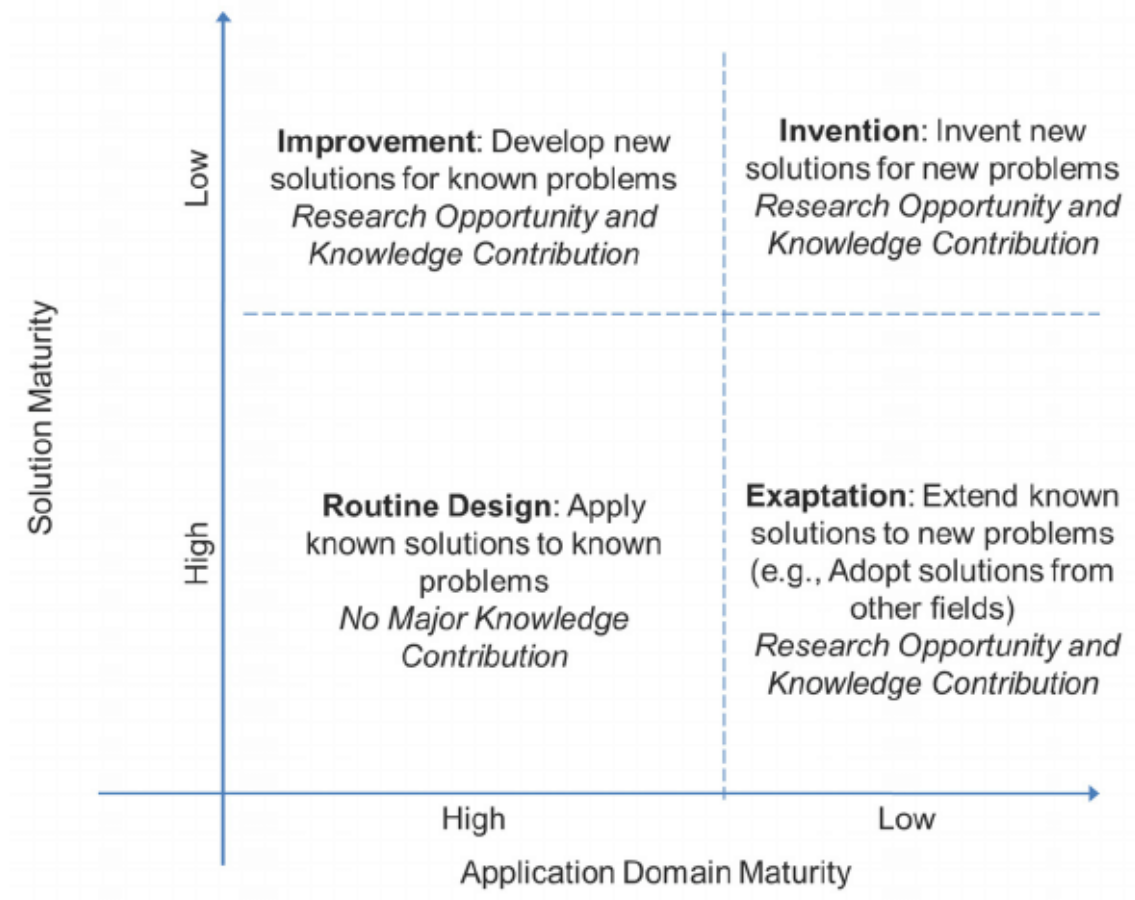 Solution Maturity
Low
High
Improvement: Develop new
solutions for known problems
Research Opportunity and
Knowledge Contribution
Invention: Invent new
solutions for new problems
Research Opportunity and
Knowledge Contribution
Routine Design: Apply
known solutions to known
problems
No Major Knowledge
Contribution
Exaptation: Extend known
solutions to new problems
(e.g., Adopt solutions from
other fields)
Research Opportunity and
Knowledge Contribution
High
Low
Application Domain Maturity